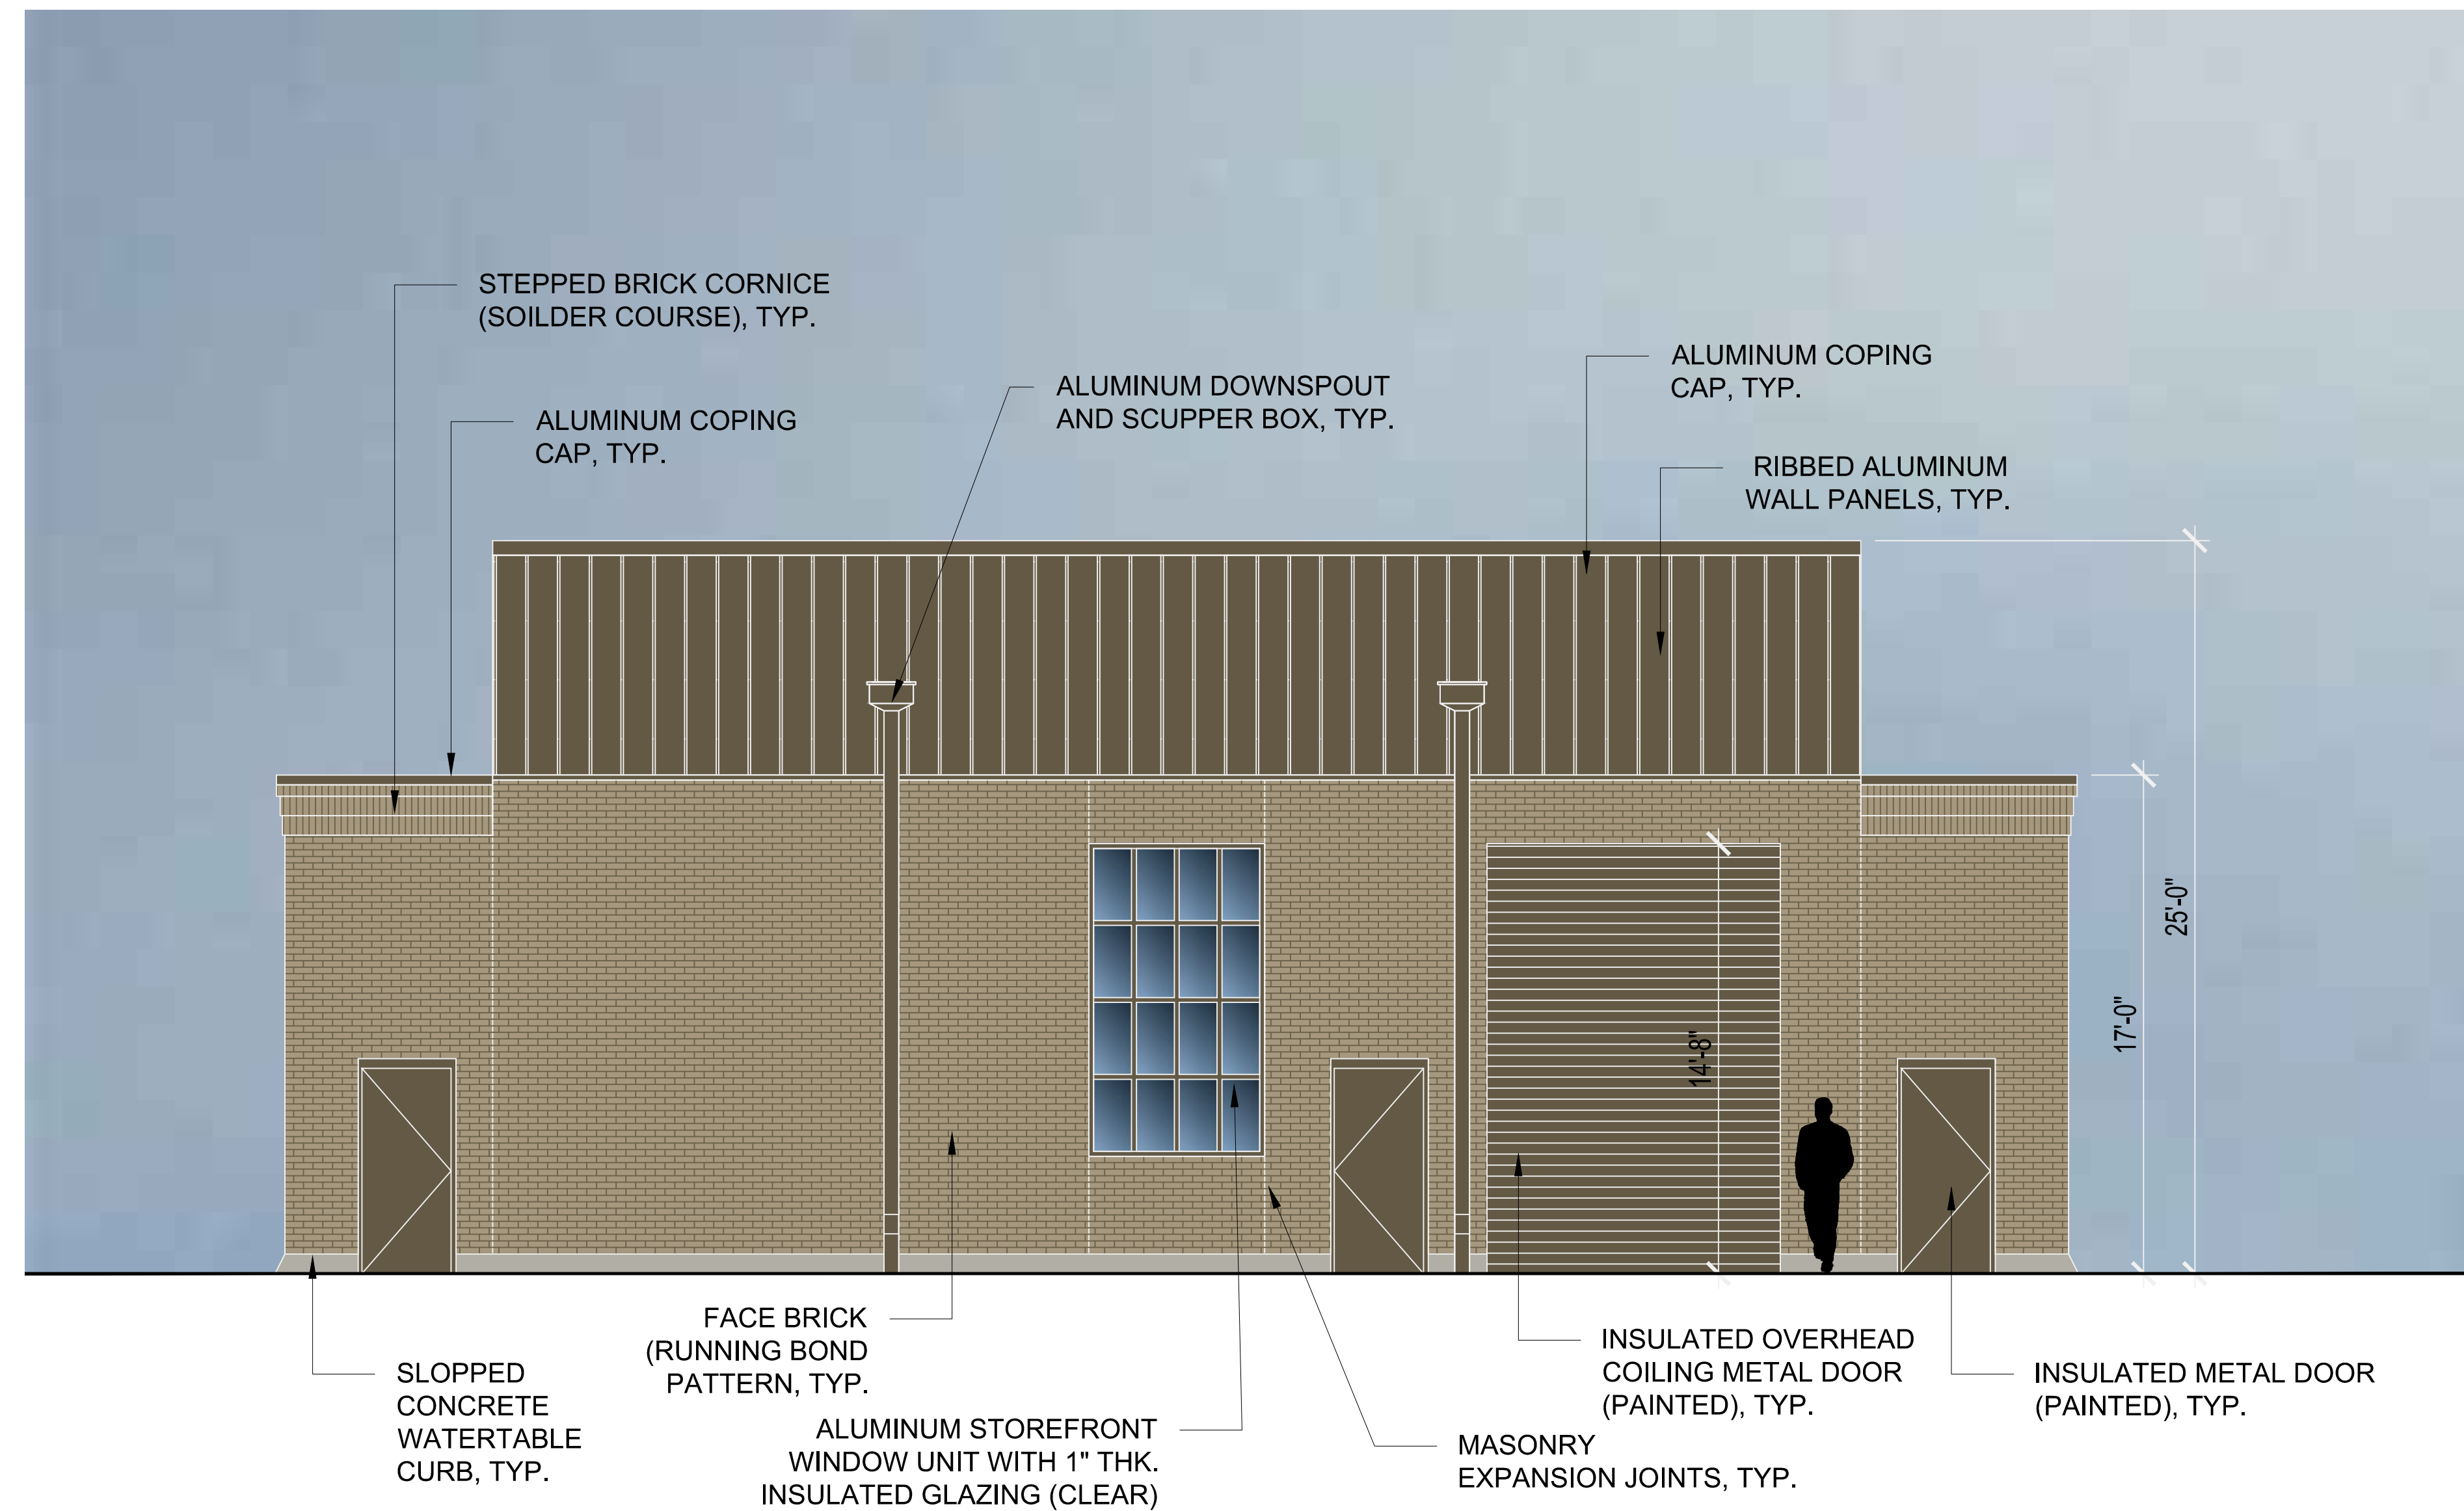 STEPPED BRICK CORNICE
(SOILDER COURSE), TYP.
ALUMINUM COPING
CAP, TYP.
ALUMINUM DOWNSPOUT
AND SCUPPER BOX, TYP.
ALUMINUM COPING
CAP, TYP.
RIBBED ALUMINUM
WALL PANELS, TYP.
25'-0"
17'-0"
14'-8"
SLOPPED
CONCRETE
WATERTABLE
CURB, TYP.
FACE BRICK
(RUNNING BOND
PATTERN, TYP.
ALUMINUM STOREFRONT
WINDOW UNIT WITH 1" THK.
INSULATED GLAZING (CLEAR)
MASONRY
EXPANSION JOINTS, TYP.
INSULATED OVERHEAD
COILING METAL DOOR
(PAINTED), TYP.
INSULATED METAL DOOR
(PAINTED), TYP.